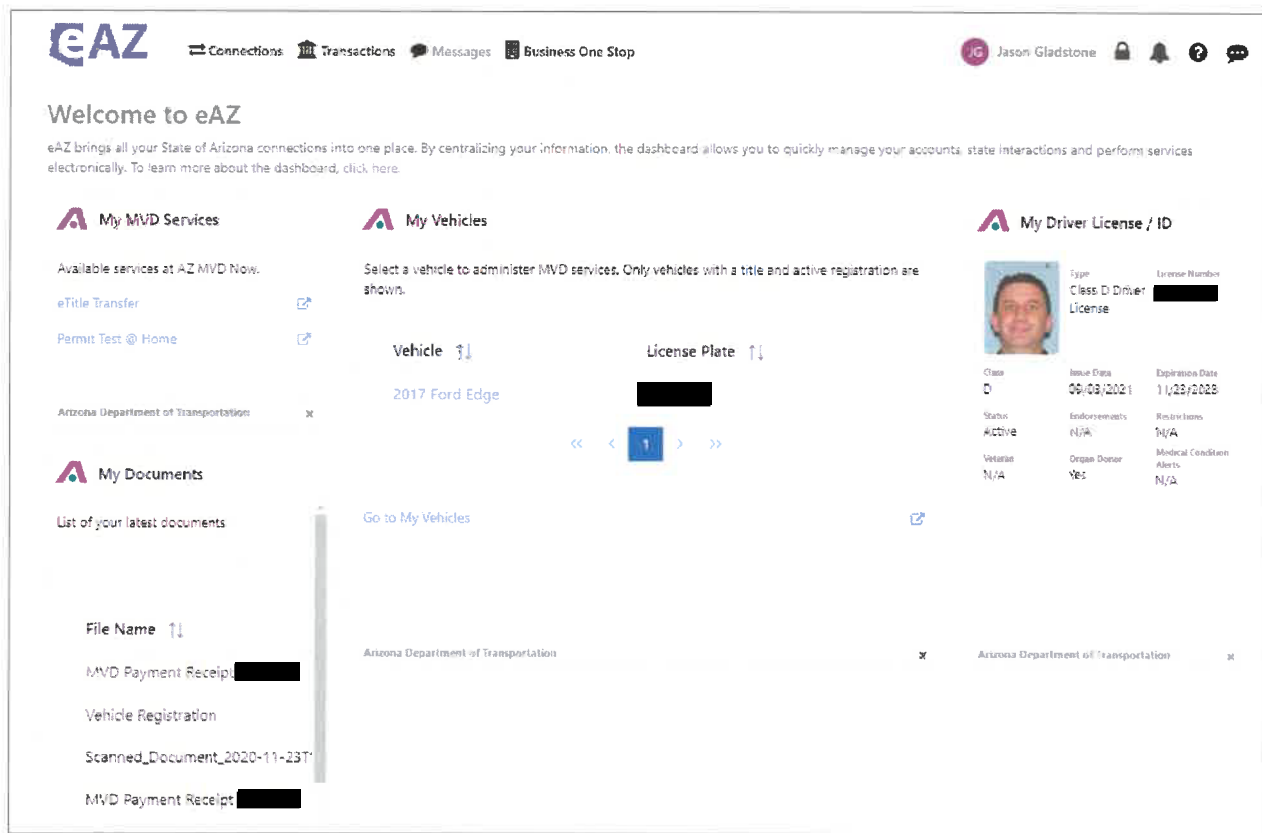 eAZ
Connections Transactions Messages Business One Stop
JG Jason Gladstone
Welcome to eAZ
eAZ brings all your State of Arizona connections into one place. By centralizing your information, the dashboard allows you to quickly manage your accounts, state interactions and perform services
electronically. To learn more about the dashboard, click here.
My MVD Services
Available services at AZ MVD Now.
eTitle Transfer
Permit Test @ Home
Arizona Department of Transportation
My Documents
List of your latest documents
File Name
MVD Payment Receipt
Vehicle Registration
Scanned_Document_2020-11-23T1
MVD Payment Receipt
My Vehicles
Select a vehicle to administer MVD services. Only vehicles with a title and active registration are
shown.
Vehicle License Plate
2017 Ford Edge
« < 1 > »
Go to My Vehicles
Arizona Department of Transportation
My Driver License / ID
Type License Number
Class D Driver
License
Class Issue Date Expiration Date
D 11/23/2028
Status Endorsements Restrictions
Active N/A N/A
Veteran Organ Donor Medical Condition
Alerts
N/A Yes N/A
Arizona Department of Transportation